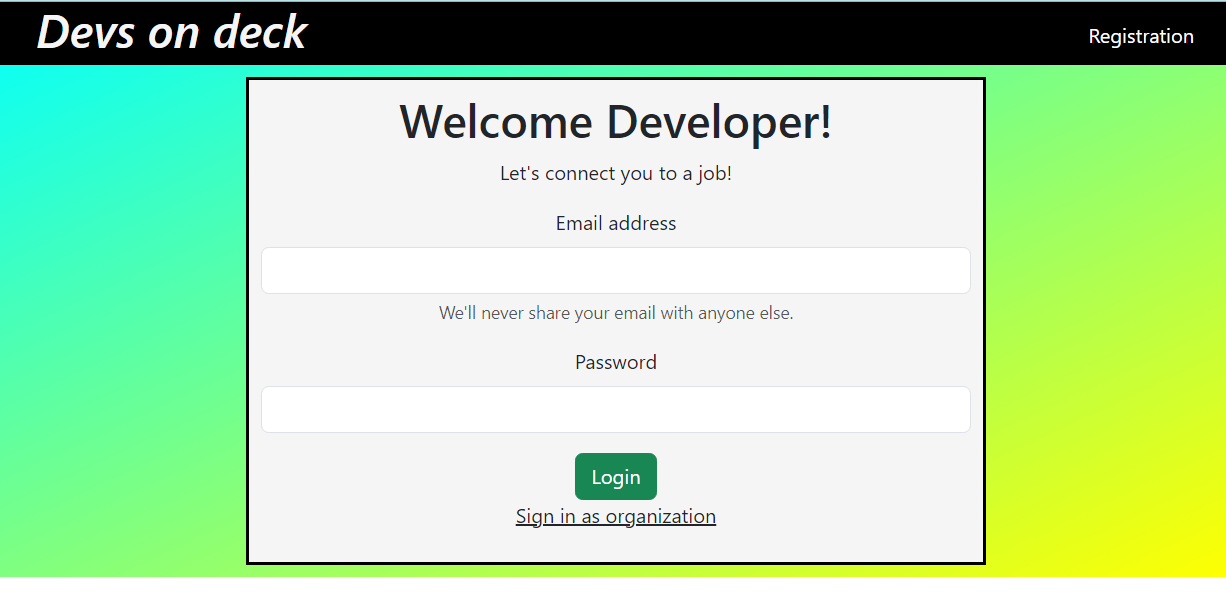 Devs on deck
Registration
Welcome Developer!
Let's connect you to a job!
Email address
We'll never share your email with anyone else.
Password
Login
Sign in as organization